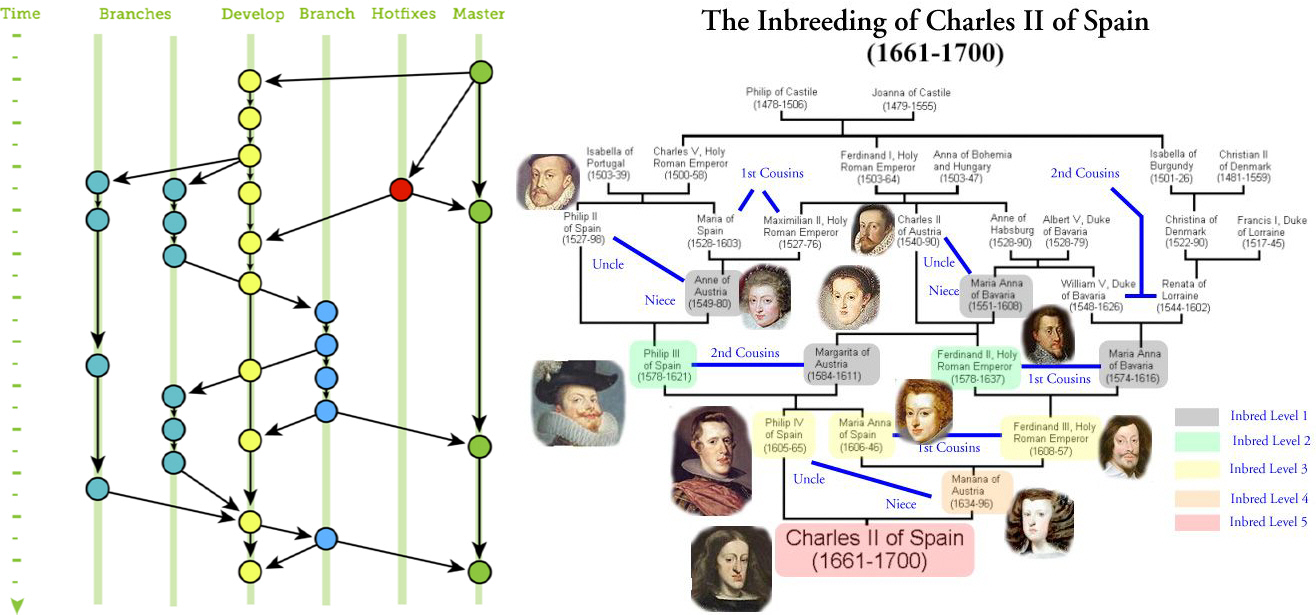 Time
Branches
Develop
Branch
Hotfixes
Master
The Inbreeding of Charles II of Spain
(1661-1700)
Philip of Castile
(1478-1506)
Joanna of Castile
(1479-1555)
Isabella of
Portugal
(1503-39)
Charles V, Holy
Roman Emperor
(1500-58)
Ferdinand I, Holy
Roman Emperor
(1503-64)
Anna of Bohemia
and Hungary
(1503-47)
Isabella of
Burgundy
(1501-26)
Christian II
of Denmark
(1481-1559)
1st Cousins
2nd Cousins
Philip II
of Spain
(1527-98)
Maria of
Spain
(1528-1603)
Maximilian II, Holy
Roman Emperor
(1527-76)
Charles II
of Austria
(1540-90)
Anne of
Habsburg
(1528-90)
Albert V, Duke
of Bavaria
(1528-79)
Christina of
Denmark
(1522-90)
Francis I, Duke
of Lorraine
(1517-45)
Uncle
Niece
Anne of
Austria
(1549-80)
Uncle
Niece
Maria Anna
of Bavaria
(1551-1608)
William V, Duke
of Bavaria
(1548-1626)
Renata of
Lorraine
(1544-1602)
Philip III
of Spain
(1578-1621)
2nd Cousins
Margarita of
Austria
(1584-1611)
Ferdinand II, Holy
Roman Emperor
(1578-1637)
1st Cousins
Maria Anna
of Bavaria
(1574-1616)
Philip IV
of Spain
(1605-65)
Maria Anna
of Spain
(1606-46)
1st Cousins
Ferdinand III, Holy
Roman Emperor
(1608-57)
Uncle
Niece
Mariana of
Austria
(1634-96)
Charles II of Spain
(1661-1700)
Inbred Level 1
Inbred Level 2
Inbred Level 3
Inbred Level 4
Inbred Level 5